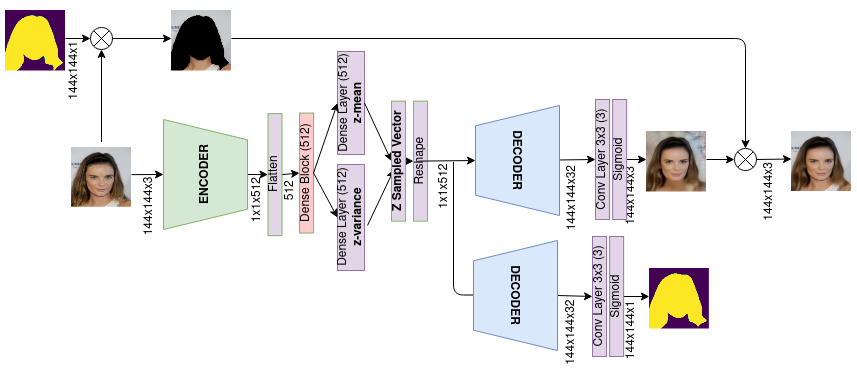 144x144x1
144x144x3
ENCODER
1x1x512
Flatten
512
Dense Block (512)
Dense Layer (512)
z-mean
Dense Layer (512)
z-variance
Z Sampled Vector
Reshape
1x1x512
DECODER
144x144x32
Conv Layer 3x3 (3)
Sigmoid
144x144x3
144x144x3
DECODER
144x144x32
Conv Layer 3x3 (3)
Sigmoid
144x144x1